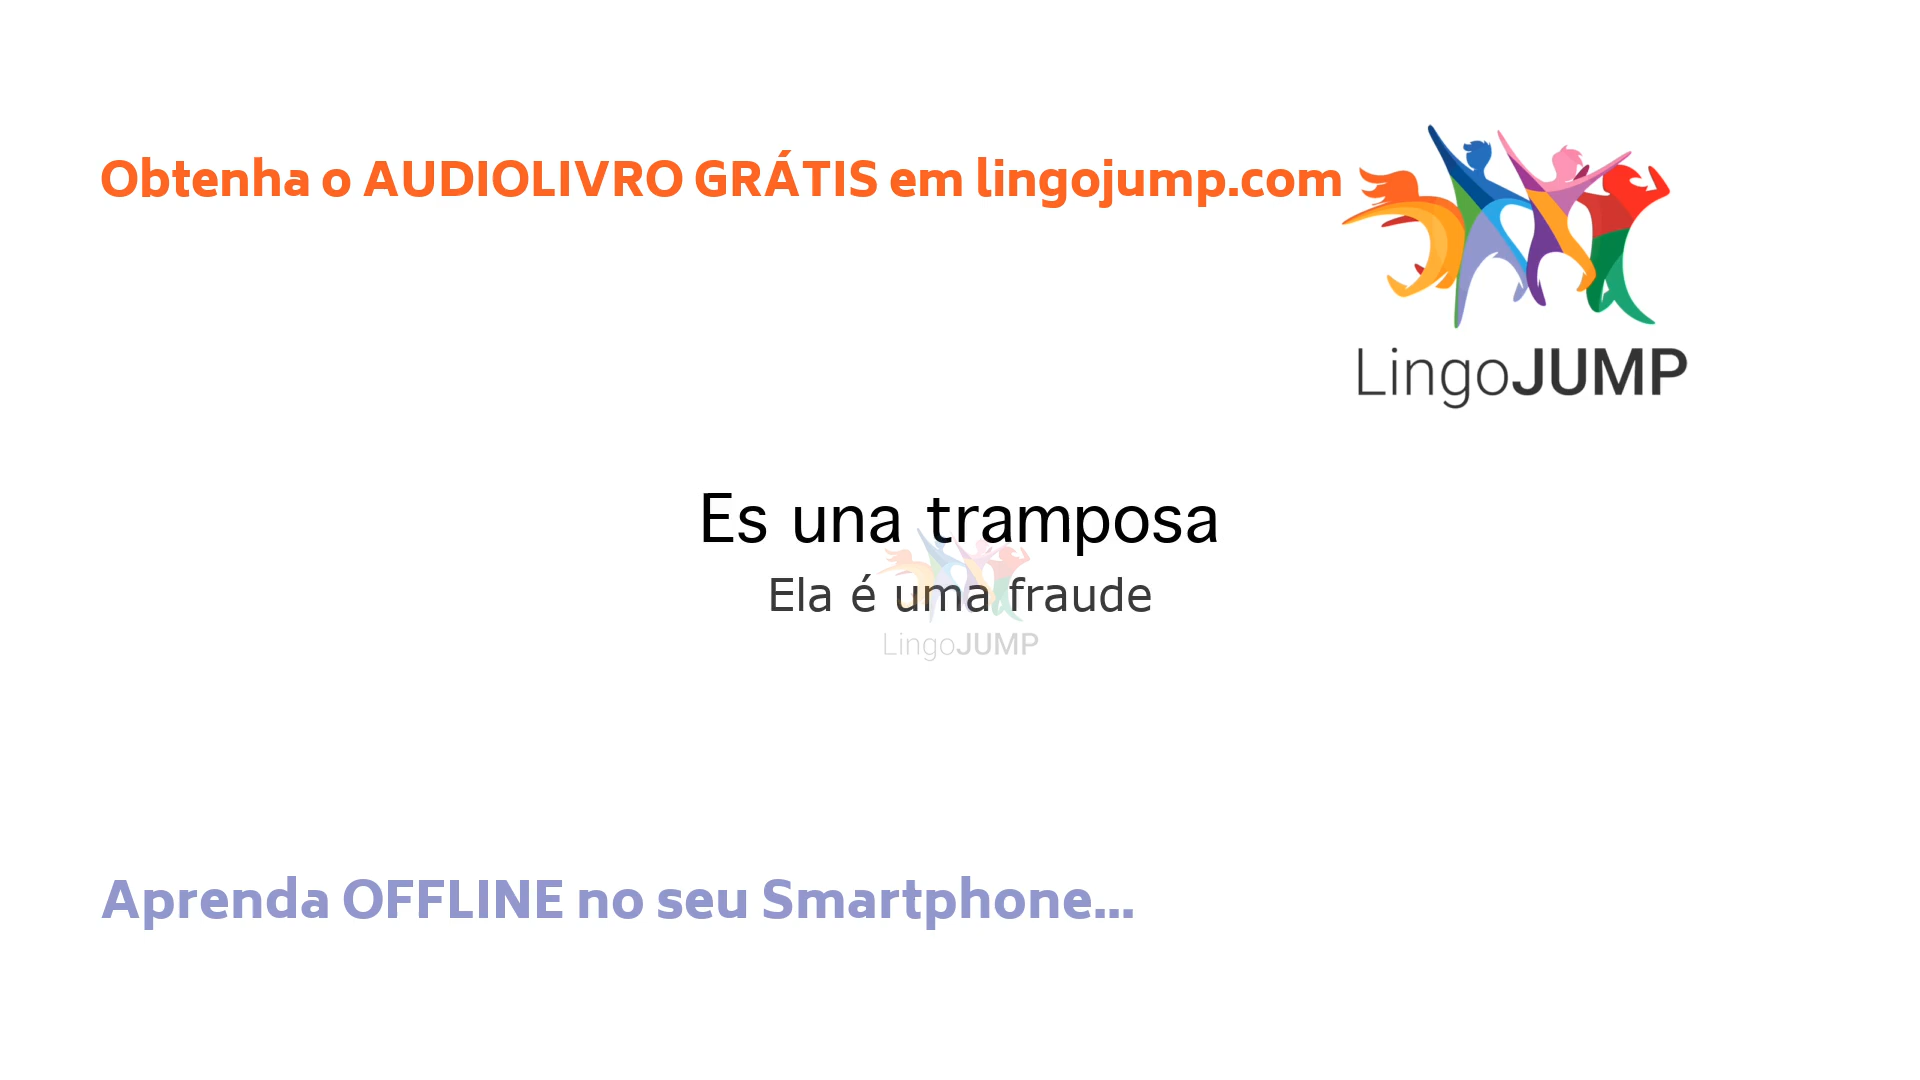 Obtenha o AUDIOLIVRO GRÁTIS em lingojump.com
LingoJUMP
Es una tramposa
Ela é uma fraude
LingoJUMP
Aprenda OFFLINE no seu Smartphone...